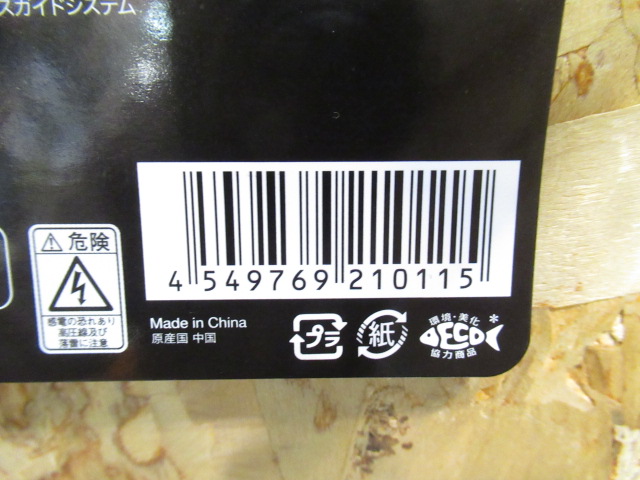 スガイドシステム
4 549769 210115
危険
感電の恐れあり
高圧線及び
落雷に注意
Made in China
原産国 中国
プラ
紙
環境・美化
ECO
協力商品